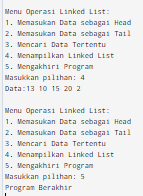 Menu Operasi Linked List:
1. Memasukan Data sebagai Head
2. Memasukan Data sebagai Tail
3. Mencari Data Tertentu
4. Menampilkan Linked List
5. Mengakhiri Program
Masukkan pilihan: 4
Data:13 10 15 20 2
Menu Operasi Linked List:
1. Memasukan Data sebagai Head
2. Memasukan Data sebagai Tail
3. Mencari Data Tertentu
4. Menampilkan Linked List
5. Mengakhiri Program
Masukkan pilihan: 5
Program Berakhir